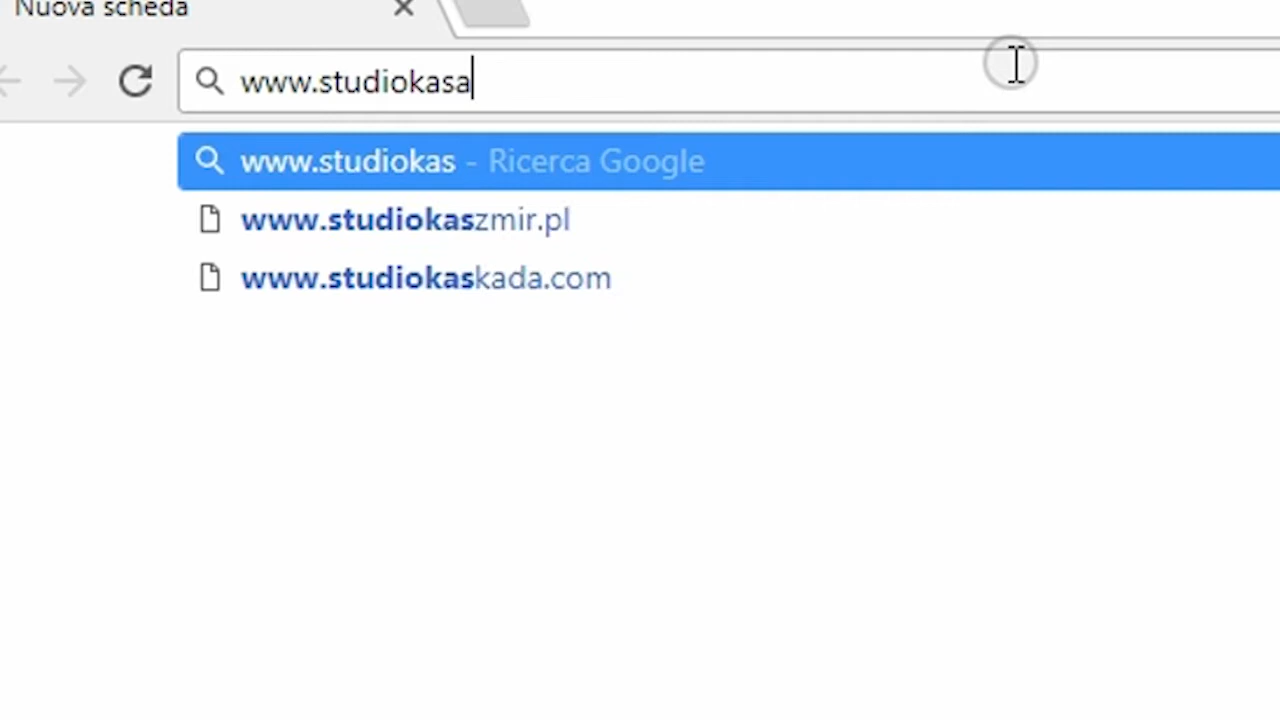 Nuova scheda
www.studiokasa
www.studiokas - Ricerca Google
www.studiokaszmir.pl
www.studiokaskada.com